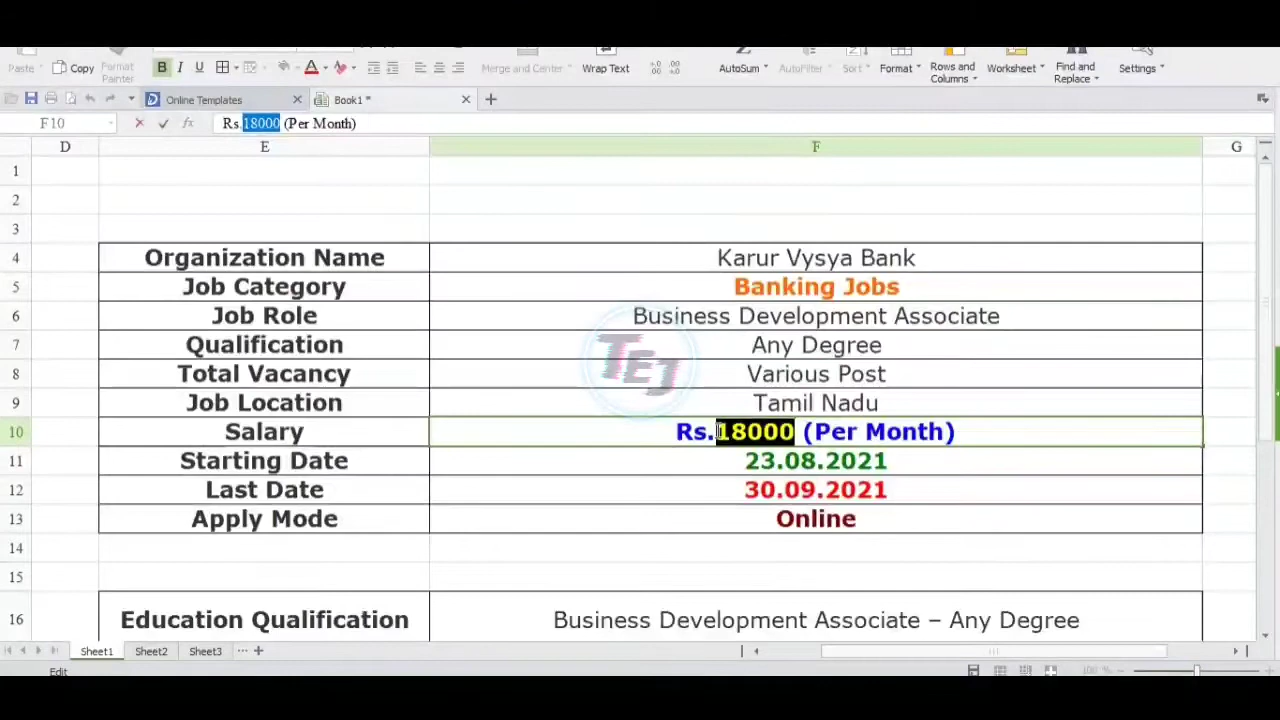 Paste Copy Format Painter B I U A Merge and Center Wrap Text AutoSum AutoFilter Sort Format Rows and Columns Worksheet Find and Replace Settings
Online Templates Book1 *
F10 fx Rs.18000 (Per Month)
D E F G
1
2
3
4 Organization Name Karur Vysya Bank
5 Job Category Banking Jobs
6 Job Role Business Development Associate
7 Qualification Any Degree
8 Total Vacancy Various Post
9 Job Location Tamil Nadu
10 Salary Rs.18000 (Per Month)
11 Starting Date 23.08.2021
12 Last Date 30.09.2021
13 Apply Mode Online
14
15
16 Education Qualification Business Development Associate – Any Degree
TEJ
Sheet1 Sheet2 Sheet3 ... +
Edit 100 %